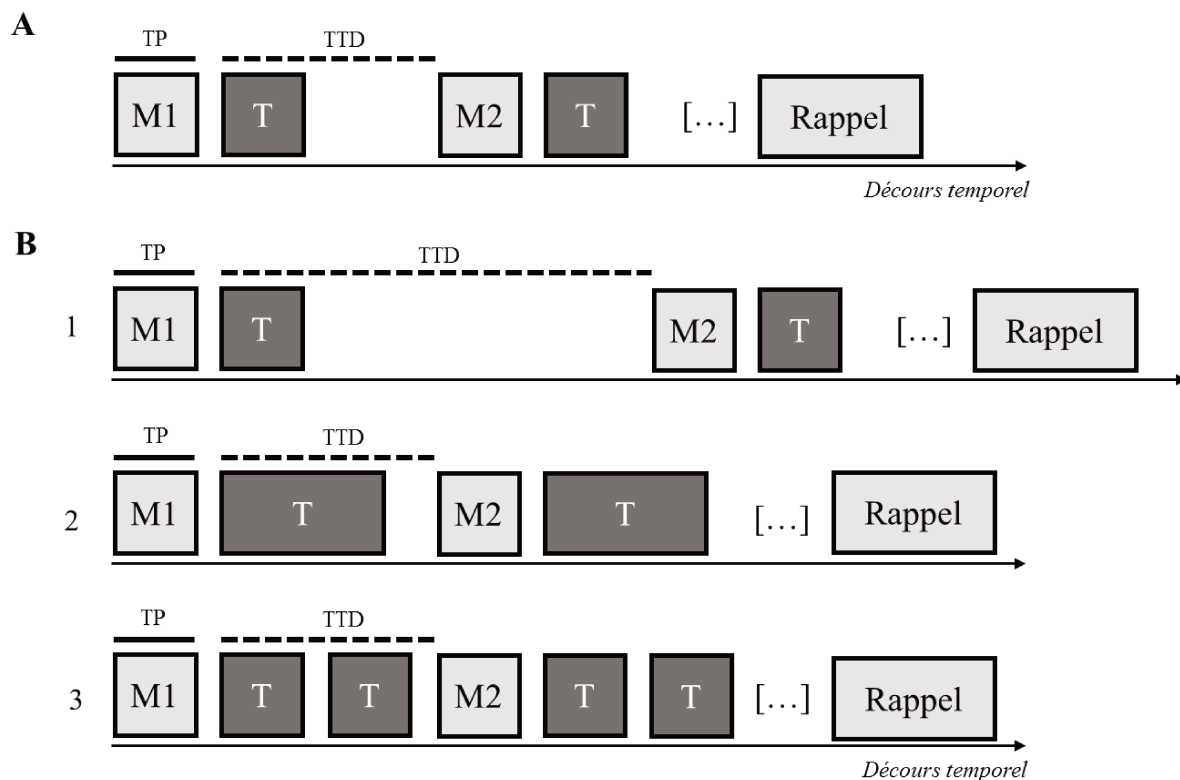 A
TP TTD
M1 T M2 T […] Rappel
Décours temporel
B
TP TTD
1 M1 T M2 T […] Rappel
TP TTD
2 M1 T M2 T […] Rappel
TP TTD
3 M1 T T M2 T T […] Rappel
Décours temporel